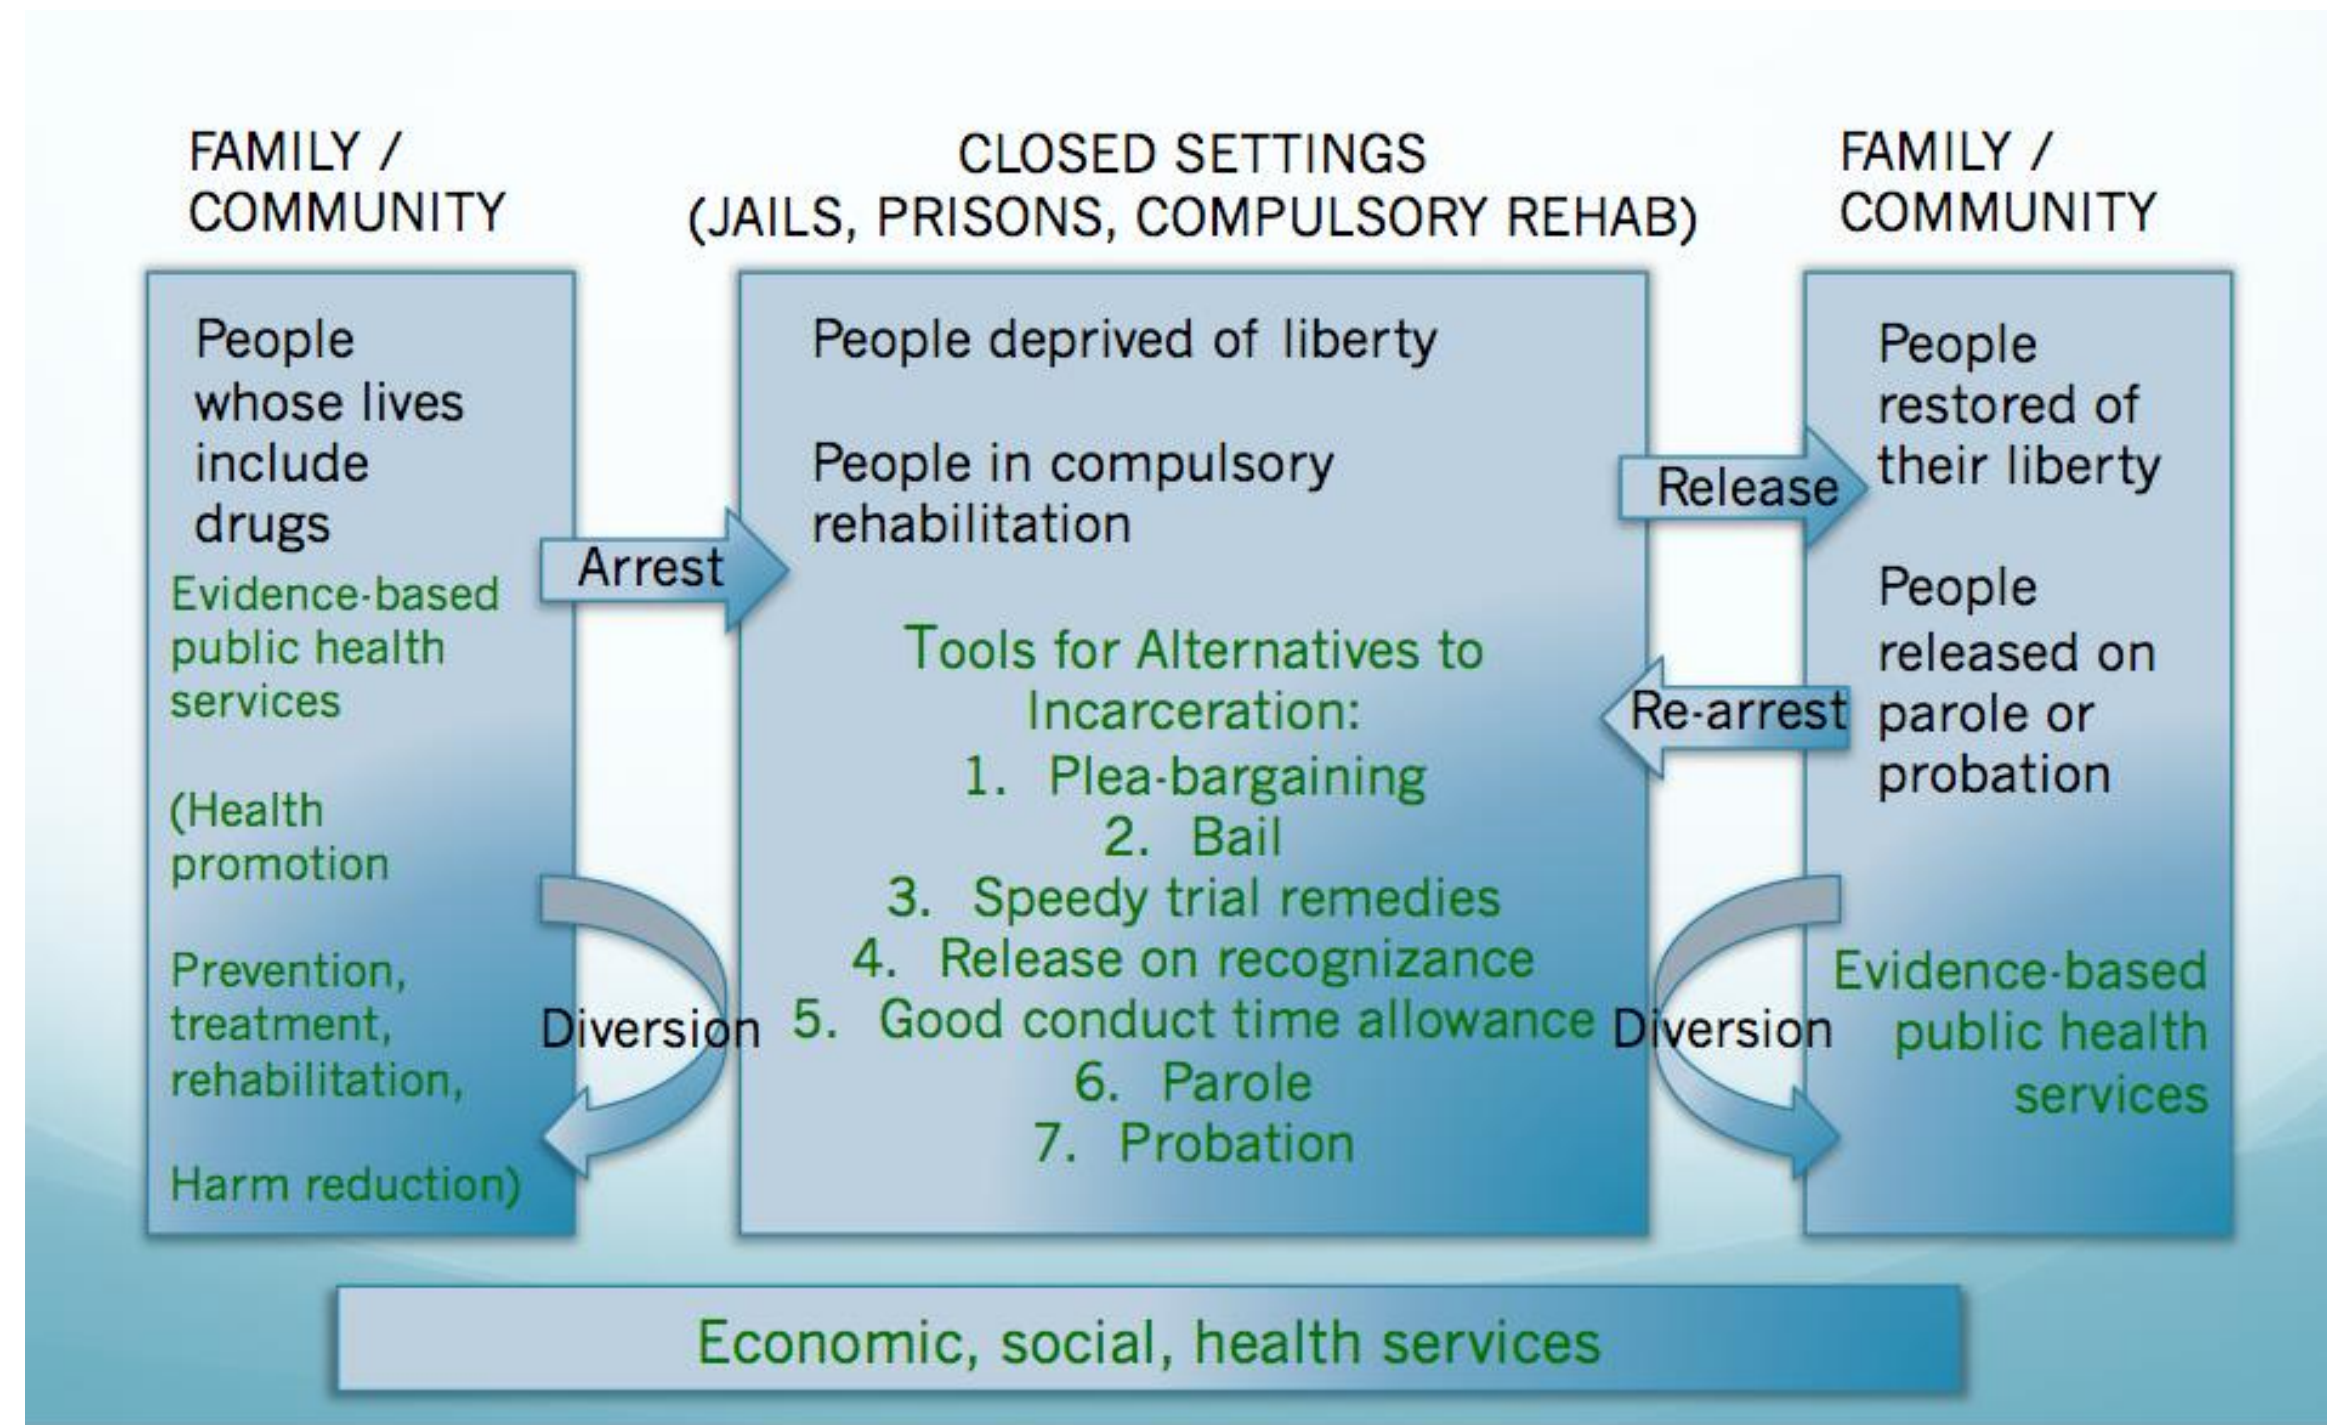 FAMILY /
COMMUNITY
People
whose lives
include
drugs
Evidence-based
public health
services
(Health
promotion
Prevention,
treatment,
rehabilitation,
Harm reduction)
Arrest
Diversion
CLOSED SETTINGS
(JAILS, PRISONS, COMPULSORY REHAB)
People deprived of liberty
People in compulsory
rehabilitation
Tools for Alternatives to
Incarceration:
1. Plea-bargaining
2. Bail
3. Speedy trial remedies
4. Release on recognizance
5. Good conduct time allowance
6. Parole
7. Probation
Release
Re-arrest
Diversion
FAMILY /
COMMUNITY
People
restored of
their liberty
People
released on
parole or
probation
Evidence-based
public health
services
Economic, social, health services